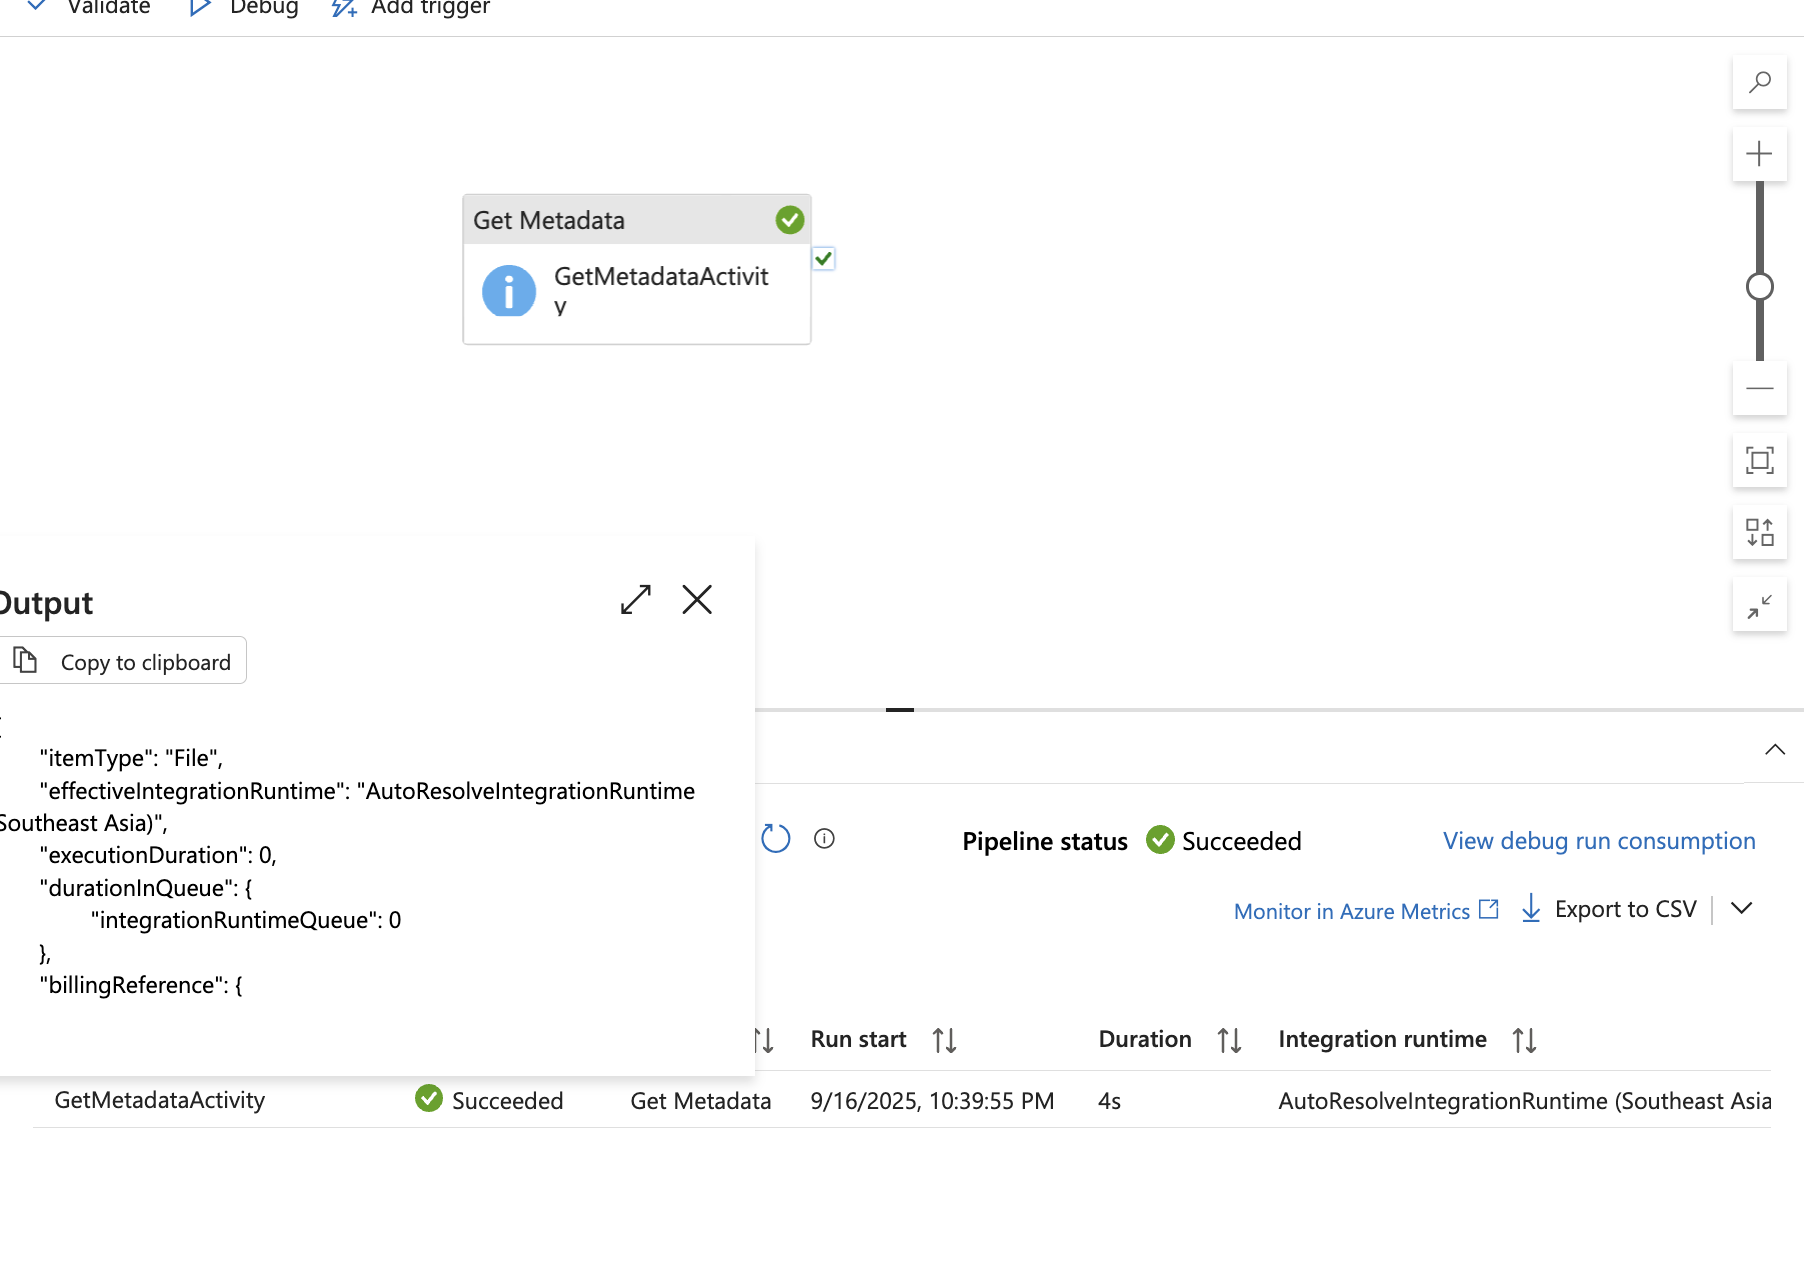 Validate Debug Add trigger
Get Metadata
GetMetadataActivit
y
Output
Copy to clipboard
"itemType": "File",
"effectiveIntegrationRuntime": "AutoResolveIntegrationRuntime
Southeast Asia)",
"executionDuration": 0,
"durationInQueue": {
"integrationRuntimeQueue": 0
},
"billingReference": {
Pipeline status Succeeded View debug run consumption
Monitor in Azure Metrics Export to CSV
Run start Duration Integration runtime
GetMetadataActivity Succeeded Get Metadata 9/16/2025, 10:39:55 PM 4s AutoResolveIntegrationRuntime (Southeast Asia